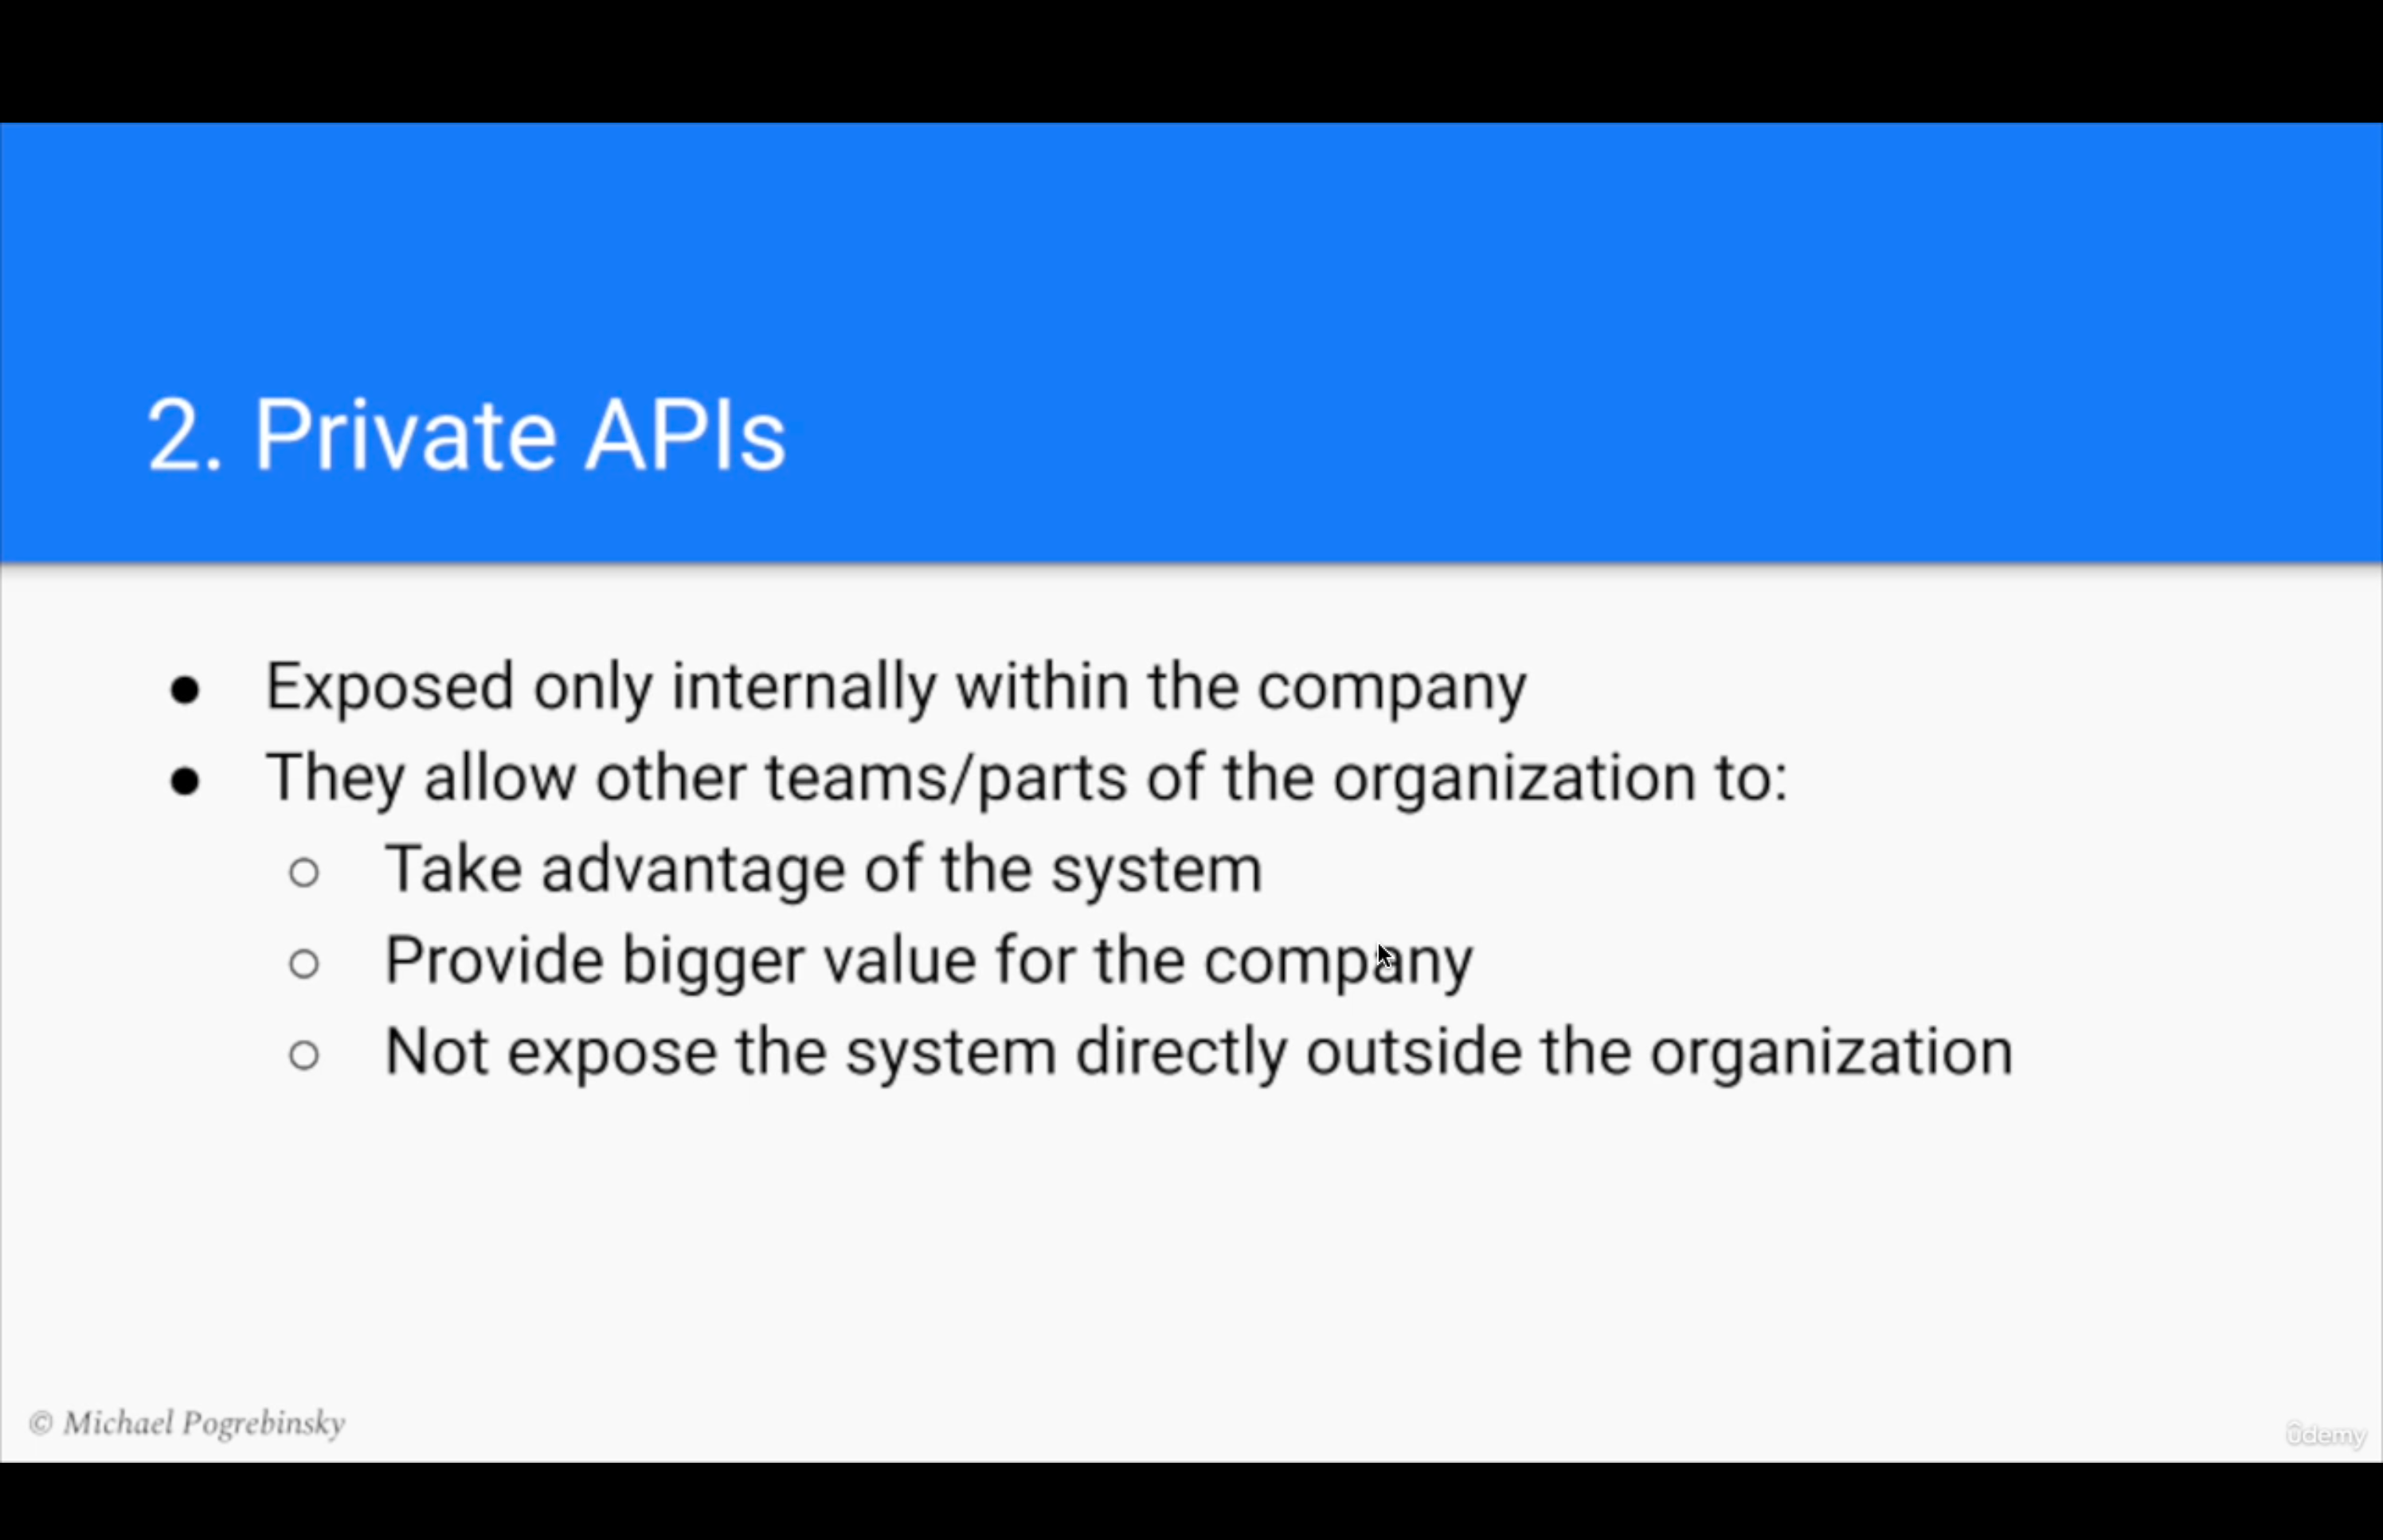 2. Private APIs
● Exposed only internally within the company
● They allow other teams/parts of the organization to:
○ Take advantage of the system
○ Provide bigger value for the company
○ Not expose the system directly outside the organization
© Michael Pogrebinsky
ûdemy